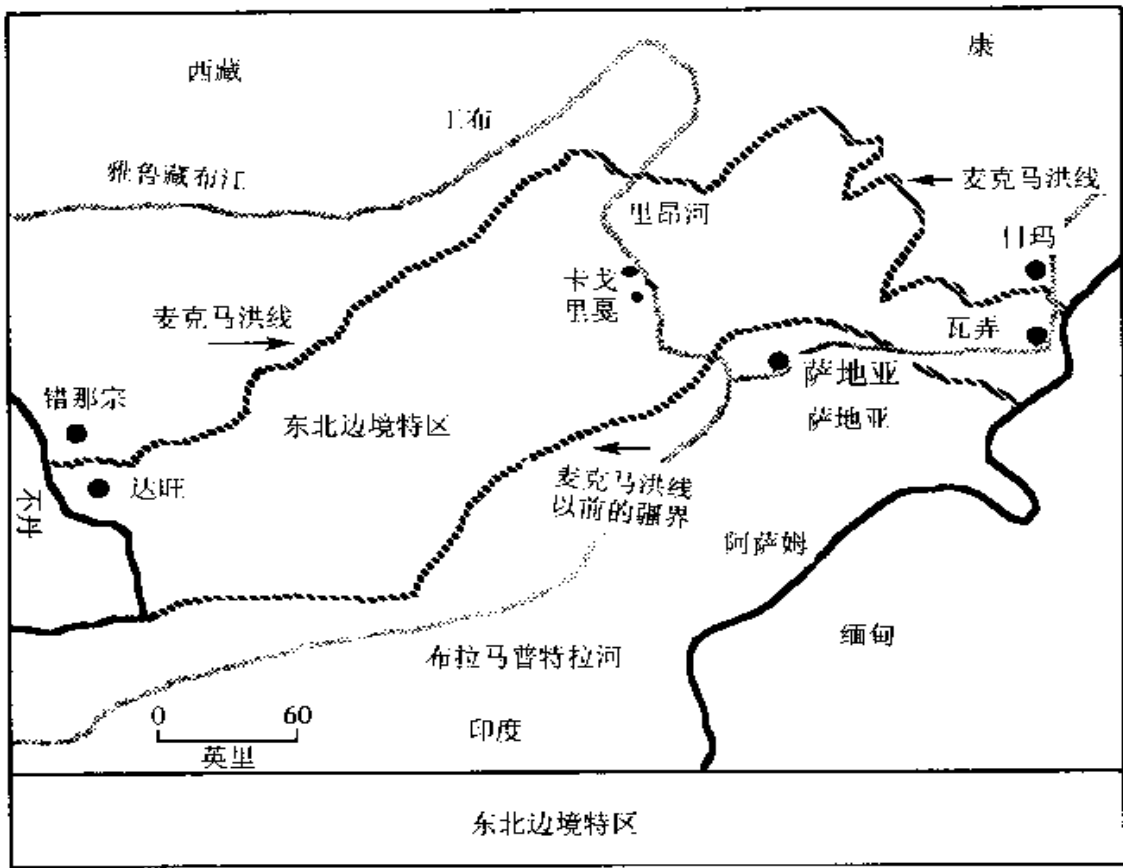 西藏
康
工布
雅鲁藏布江
麦克马洪线
里昂河
日玛
卡戈
里戛
麦克马洪线
瓦弄
萨地亚
错那宗
东北边境特区
萨地亚
达旺
麦克马洪线
以前的疆界
不丹
阿萨姆
缅甸
布拉马普特拉河
0 60
英里
印度
东北边境特区